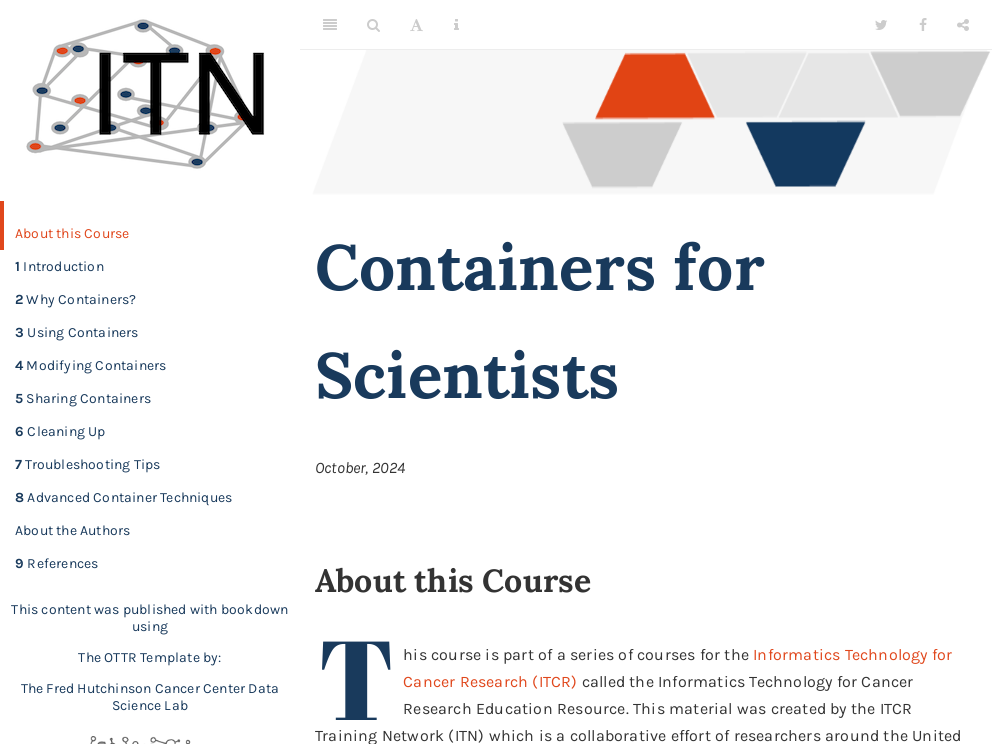 ITN
About this Course
1 Introduction
2 Why Containers?
3 Using Containers
4 Modifying Containers
5 Sharing Containers
6 Cleaning Up
7 Troubleshooting Tips
8 Advanced Container Techniques
About the Authors
9 References
This content was published with bookdown
using
The OTTR Template by:
The Fred Hutchinson Cancer Center Data
Science Lab
A
Containers for
Scientists
October, 2024
About this Course
This course is part of a series of courses for the Informatics Technology for
Cancer Research (ITCR) called the Informatics Technology for Cancer
Research Education Resource. This material was created by the ITCR
Training Network (ITN) which is a collaborative effort of researchers around the United